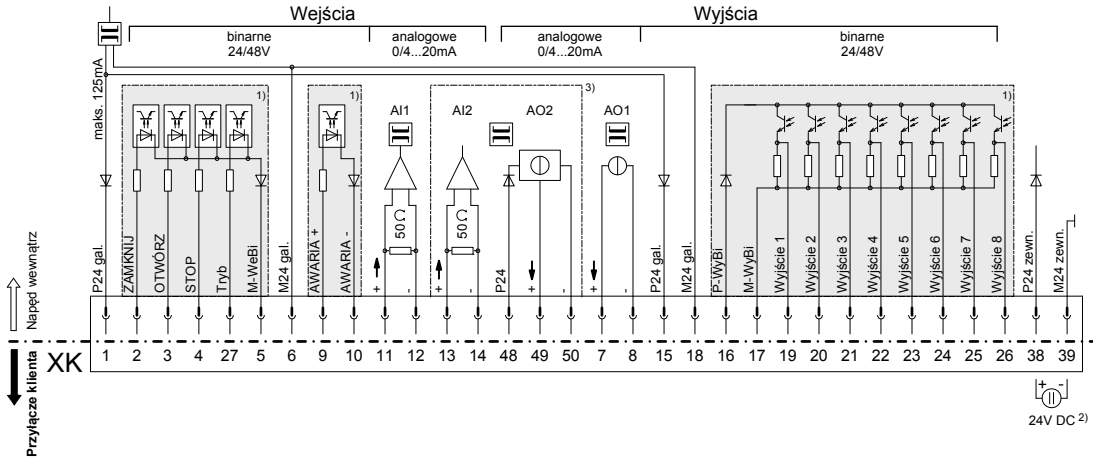 Wejścia
Wyjścia
binarne
24/48V
analogowe
0/4...20mA
analogowe
0/4...20mA
binarne
24/48V
maks. 125mA
1)
1)
3)
1)
AI1
AI2
AO2
AO1
50 Ω
50 Ω
P24 gal.
ZAMKNIJ
OTWÓRZ
STOP
Tryb
M-WeBi
M24 gal.
AWARIA +
AWARIA -
+
-
+
-
P24
+
-
+
-
P24 gal.
M24 gal.
P-WyBi
M-WyBi
Wyjście 1
Wyjście 2
Wyjście 3
Wyjście 4
Wyjście 5
Wyjście 6
Wyjście 7
Wyjście 8
P24 zewn.
M24 zewn.
Napęd wewnątrz
Przyłącze klienta
XK
1 2 3 4 27 5 6 9 10 11 12 13 14 48 49 50 7 8 15 18 16 17 19 20 21 22 23 24 25 26 38 39
+ -
24V DC 2)